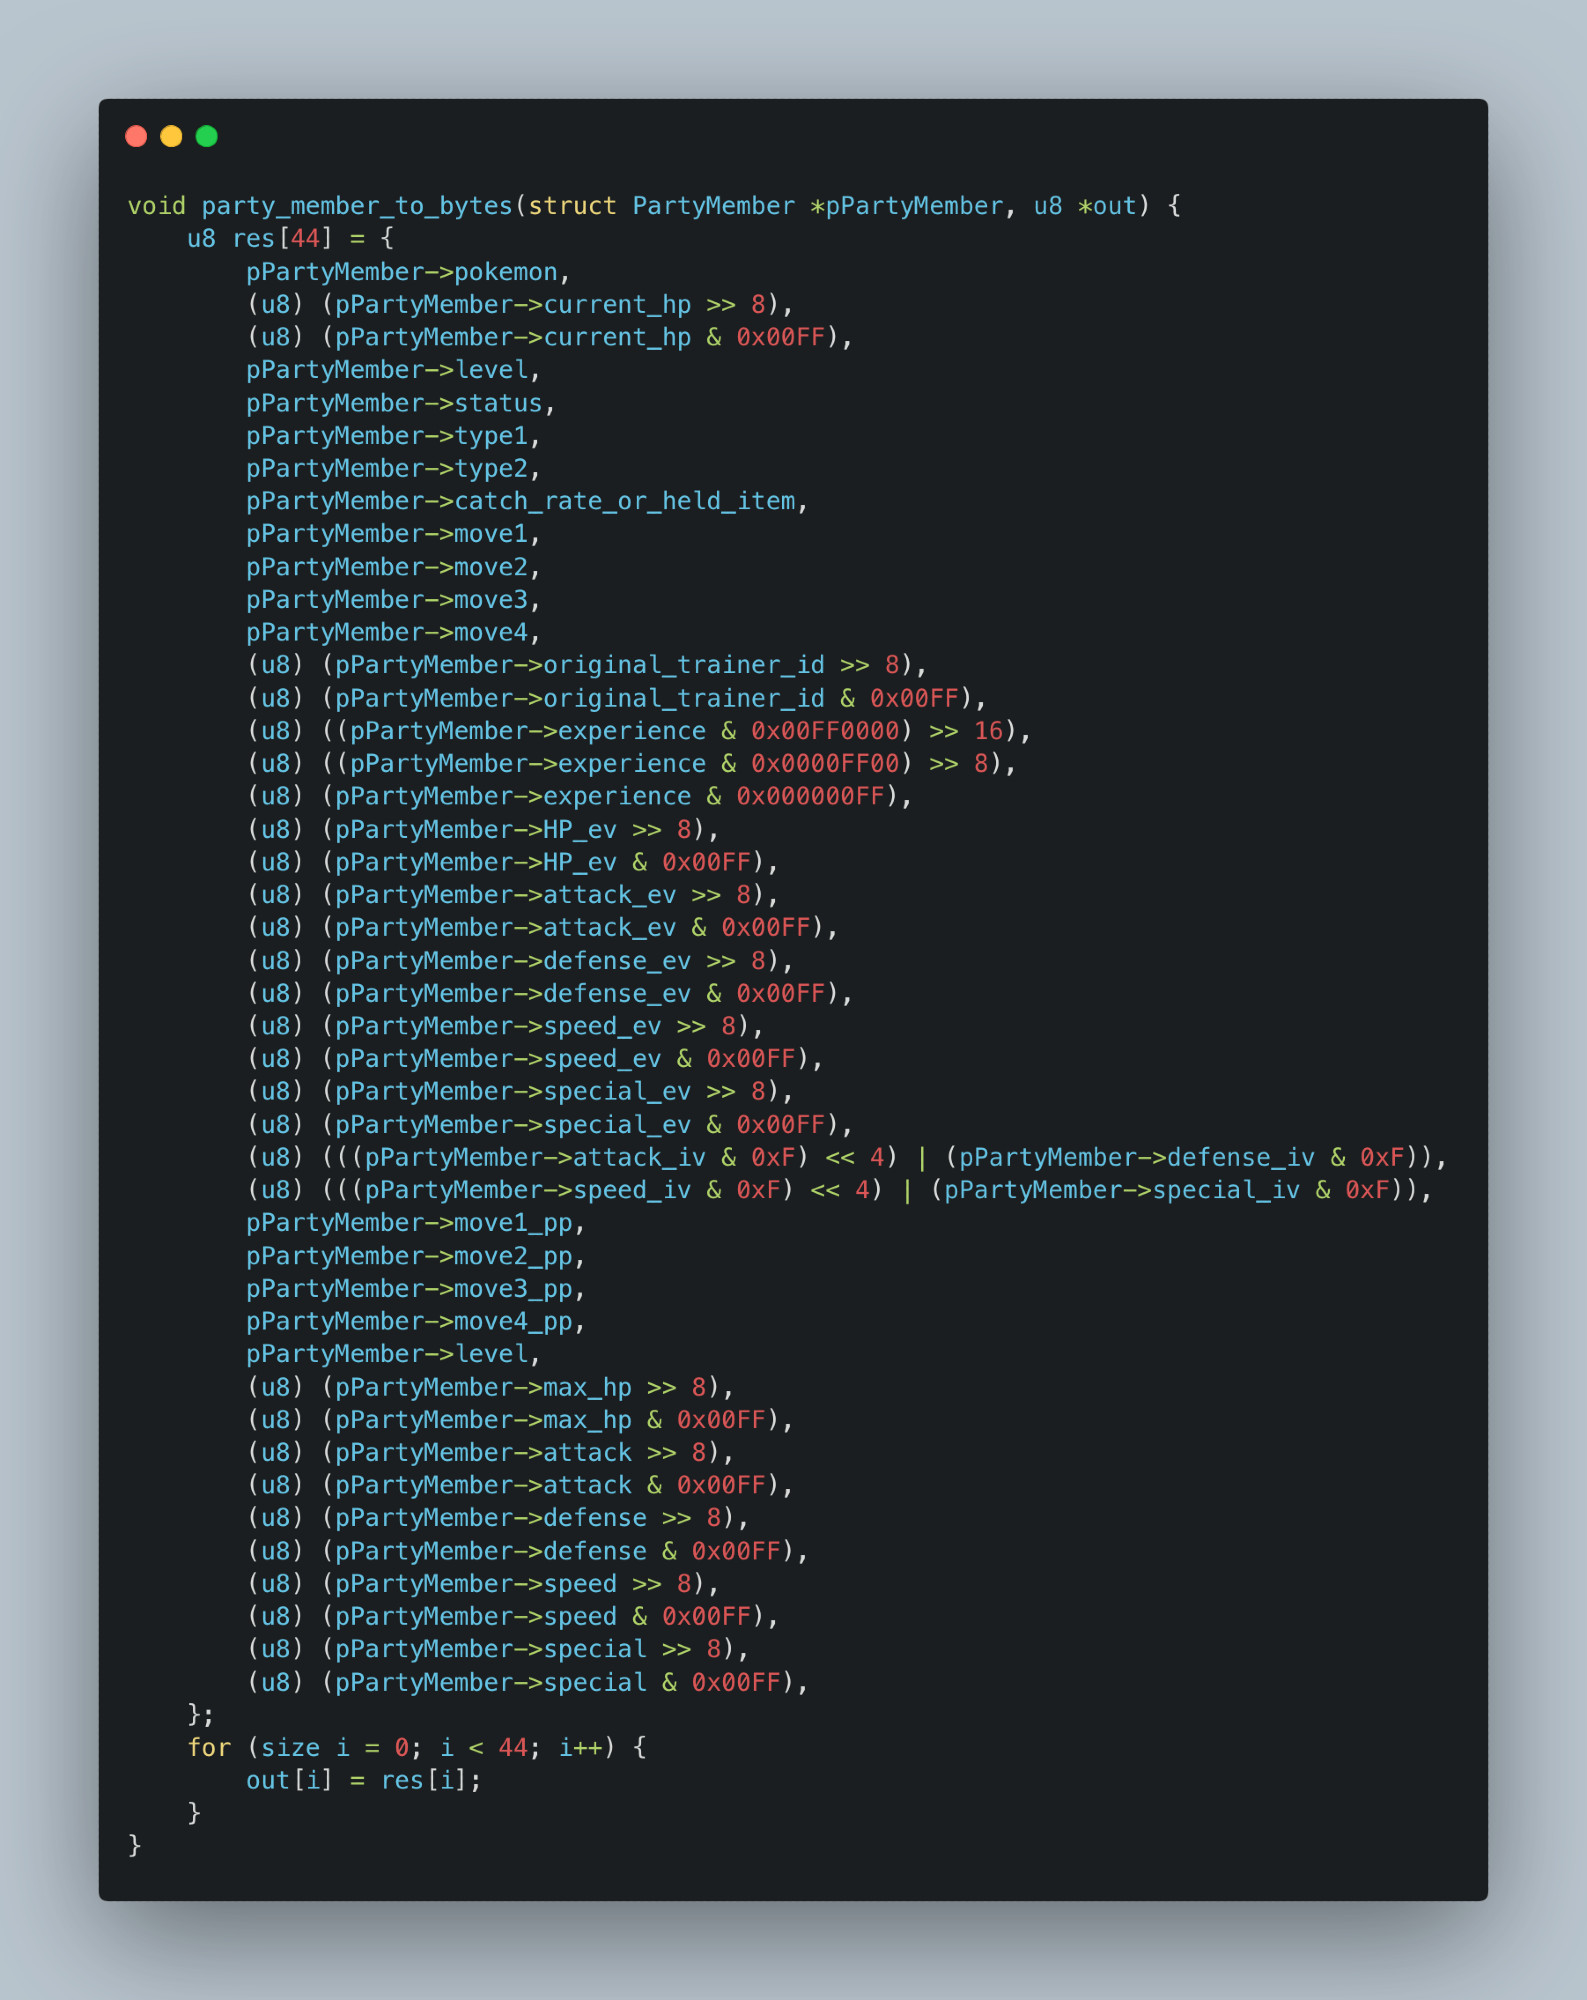 void party_member_to_bytes(struct PartyMember *pPartyMember, u8 *out) {
    u8 res[44] = {
        pPartyMember->pokemon,
        (u8) (pPartyMember->current_hp >> 8),
        (u8) (pPartyMember->current_hp & 0x00FF),
        pPartyMember->level,
        pPartyMember->status,
        pPartyMember->type1,
        pPartyMember->type2,
        pPartyMember->catch_rate_or_held_item,
        pPartyMember->move1,
        pPartyMember->move2,
        pPartyMember->move3,
        pPartyMember->move4,
        (u8) (pPartyMember->original_trainer_id >> 8),
        (u8) (pPartyMember->original_trainer_id & 0x00FF),
        (u8) ((pPartyMember->experience & 0x00FF0000) >> 16),
        (u8) ((pPartyMember->experience & 0x0000FF00) >> 8),
        (u8) (pPartyMember->experience & 0x000000FF),
        (u8) (pPartyMember->HP_ev >> 8),
        (u8) (pPartyMember->HP_ev & 0x00FF),
        (u8) (pPartyMember->attack_ev >> 8),
        (u8) (pPartyMember->attack_ev & 0x00FF),
        (u8) (pPartyMember->defense_ev >> 8),
        (u8) (pPartyMember->defense_ev & 0x00FF),
        (u8) (pPartyMember->speed_ev >> 8),
        (u8) (pPartyMember->speed_ev & 0x00FF),
        (u8) (pPartyMember->special_ev >> 8),
        (u8) (pPartyMember->special_ev & 0x00FF),
        (u8) (((pPartyMember->attack_iv & 0xF) << 4) | (pPartyMember->defense_iv & 0xF)),
        (u8) (((pPartyMember->speed_iv & 0xF) << 4) | (pPartyMember->special_iv & 0xF)),
        pPartyMember->move1_pp,
        pPartyMember->move2_pp,
        pPartyMember->move3_pp,
        pPartyMember->move4_pp,
        pPartyMember->level,
        (u8) (pPartyMember->max_hp >> 8),
        (u8) (pPartyMember->max_hp & 0x00FF),
        (u8) (pPartyMember->attack >> 8),
        (u8) (pPartyMember->attack & 0x00FF),
        (u8) (pPartyMember->defense >> 8),
        (u8) (pPartyMember->defense & 0x00FF),
        (u8) (pPartyMember->speed >> 8),
        (u8) (pPartyMember->speed & 0x00FF),
        (u8) (pPartyMember->special >> 8),
        (u8) (pPartyMember->special & 0x00FF),
    };
    for (size i = 0; i < 44; i++) {
        out[i] = res[i];
    }
}